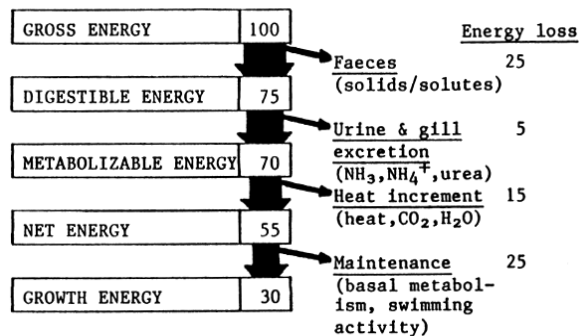 GROSS ENERGY 100
Energy loss
Faeces 25
(solids/solutes)
DIGESTIBLE ENERGY 75
Urine & gill 5
excretion
(NH₃,NH₄⁺,urea)
METABOLIZABLE ENERGY 70
Heat increment 15
(heat,CO₂,H₂O)
NET ENERGY 55
Maintenance 25
(basal metabol-
ism, swimming
activity)
GROWTH ENERGY 30